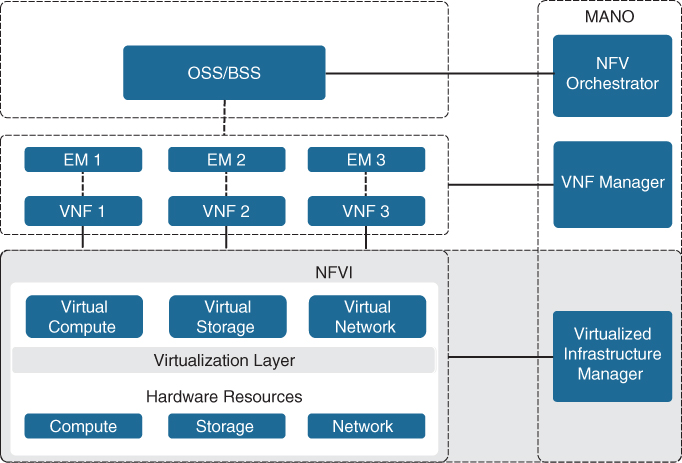 MANO
OSS/BSS
NFV
Orchestrator
EM 1
EM 2
EM 3
VNF 1
VNF 2
VNF 3
VNF Manager
NFVI
Virtual
Compute
Virtual
Storage
Virtual
Network
Virtualization Layer
Hardware Resources
Compute
Storage
Network
Virtualized
Infrastructure
Manager